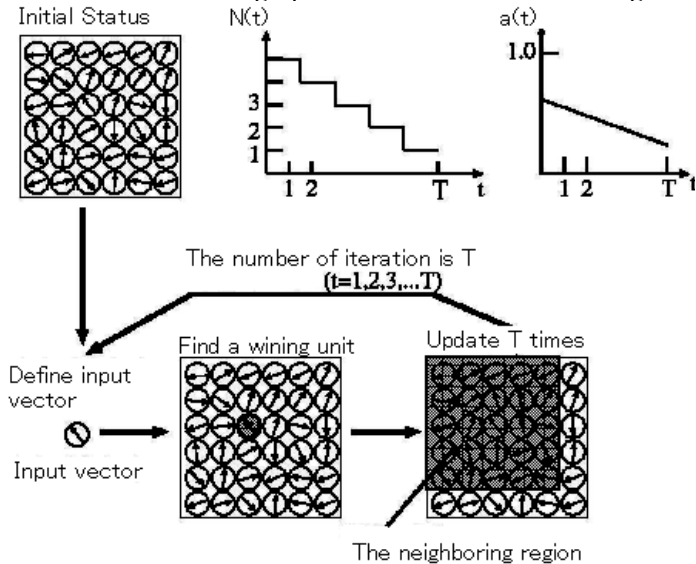 Initial Status
N(t)
3
2
1
1 2 T t
a(t)
1.0
1 2 T t
The number of iteration is T
(t=1,2,3,...T)
Define input
vector
Input vector
Find a wining unit
Update T times
The neighboring region